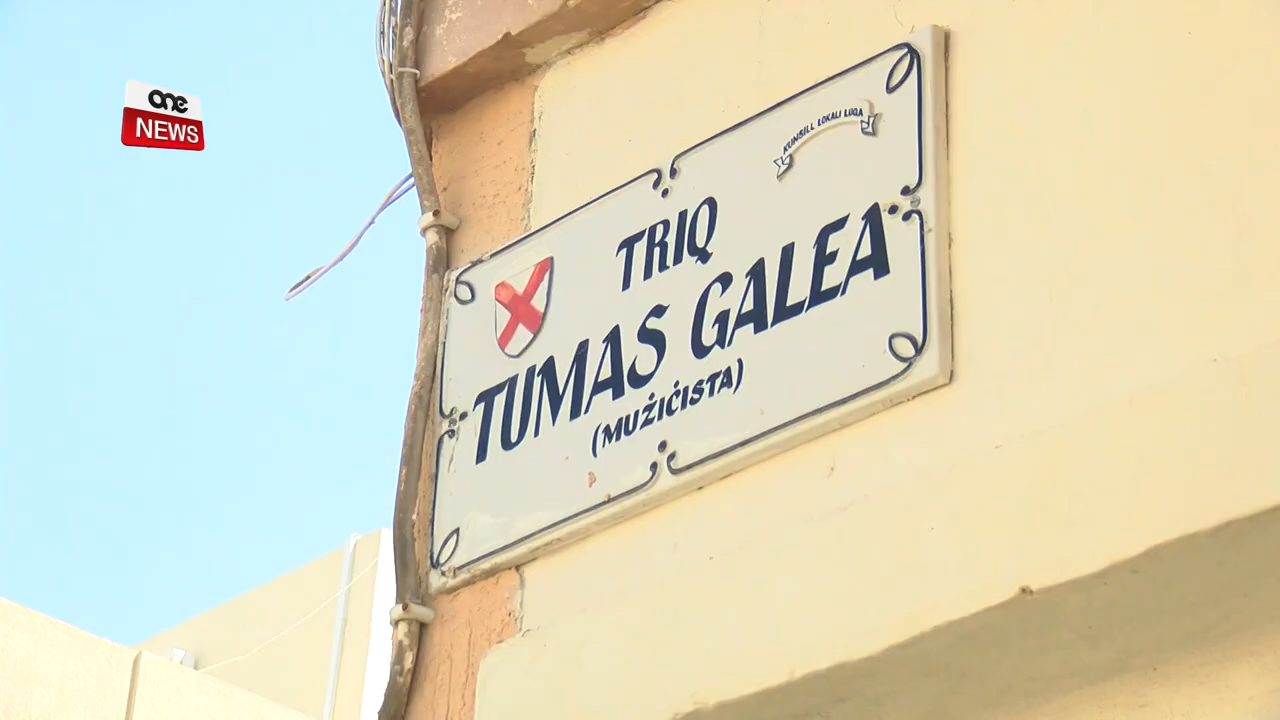 one
NEWS
KUNSILL LOKALI LUQA
TRIQ
TUMAS GALEA
(MUŻIĊISTA)